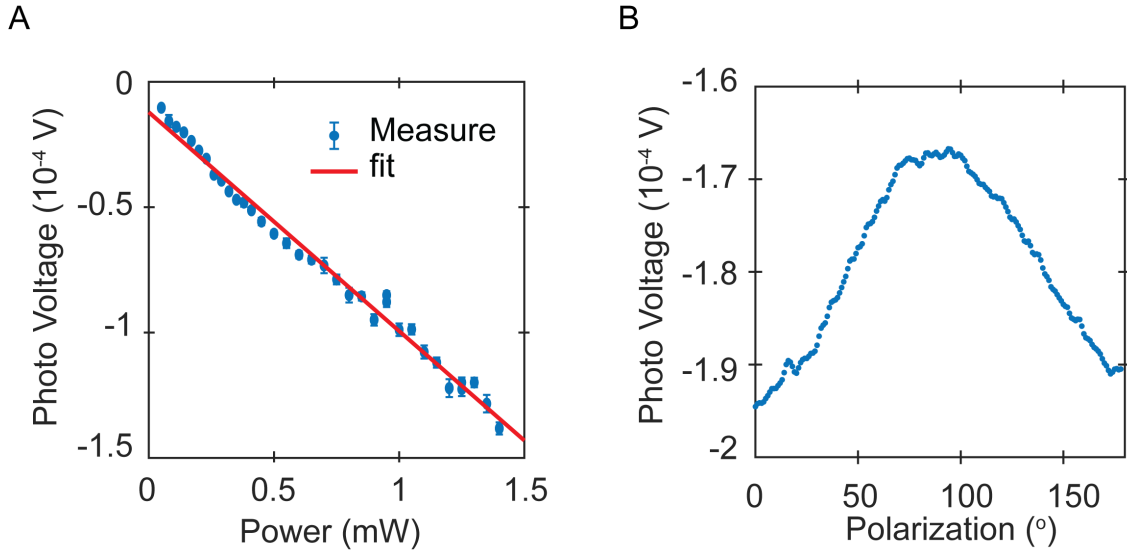 A
0
-0.5
-1
-1.5
Photo Voltage (10⁻⁴ V)
Measure
fit
0 0.5 1 1.5
Power (mW)
B
-1.6
-1.7
-1.8
-1.9
-2
Photo Voltage (10⁻⁴ V)
0 50 100 150
Polarization (°)